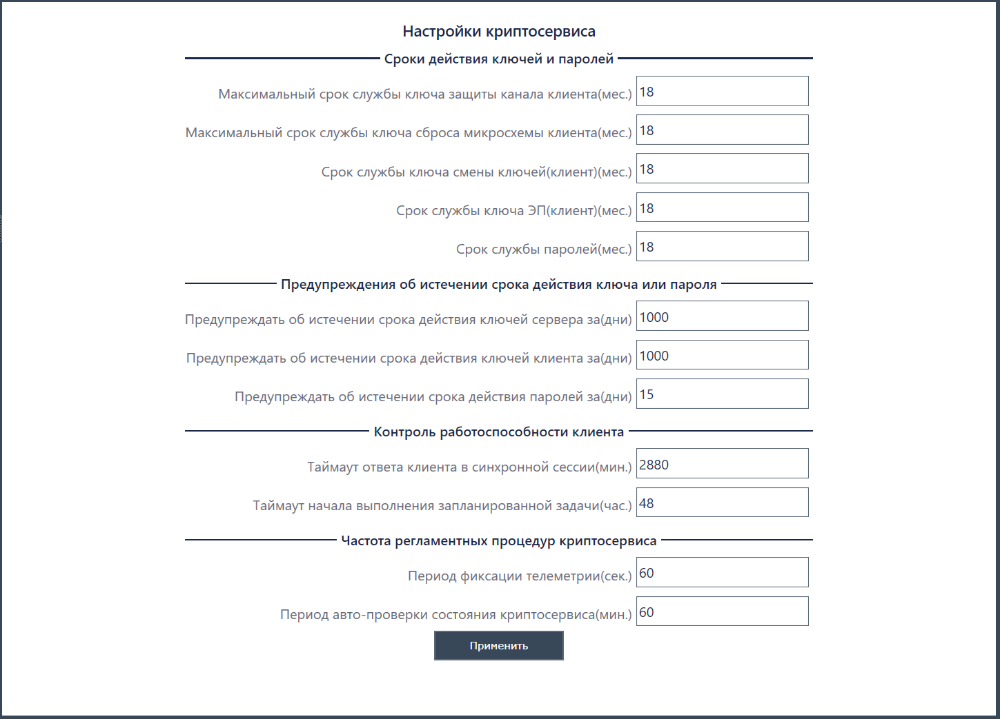 Настройки криптосервиса
Сроки действия ключей и паролей
Максимальный срок службы ключа защиты канала клиента(мес.) 18
Максимальный срок службы ключа сброса микросхемы клиента(мес.) 18
Срок службы ключа смены ключей(клиент)(мес.) 18
Срок службы ключа ЭП(клиент)(мес.) 18
Срок службы паролей(мес.) 18
Предупреждения об истечении срока действия ключа или пароля
Предупреждать об истечении срока действия ключей сервера за(дни) 1000
Предупреждать об истечении срока действия ключей клиента за(дни) 1000
Предупреждать об истечении срока действия паролей за(дни) 15
Контроль работоспособности клиента
Таймаут ответа клиента в синхронной сессии(мин.) 2880
Таймаут начала выполнения запланированной задачи(час.) 48
Частота регламентных процедур криптосервиса
Период фиксации телеметрии(сек.) 60
Период авто-проверки состояния криптосервиса(мин.) 60
Применить